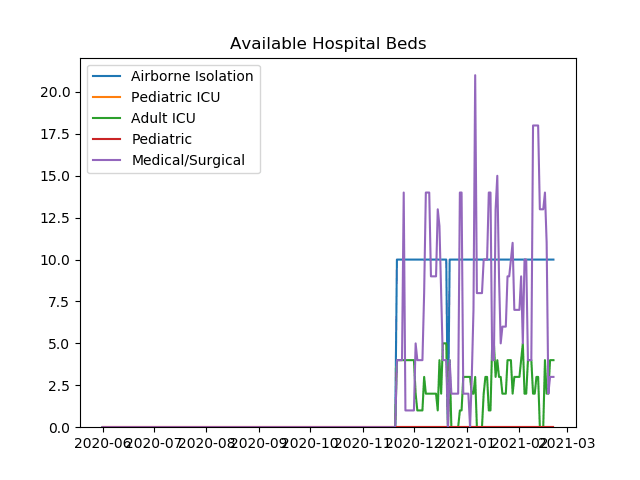 Available Hospital Beds
Airborne Isolation
Pediatric ICU
Adult ICU
Pediatric
Medical/Surgical
20.0
17.5
15.0
12.5
10.0
7.5
5.0
2.5
0.0
2020-06 2020-07 2020-08 2020-09 2020-10 2020-11 2020-12 2021-01 2021-02 2021-03